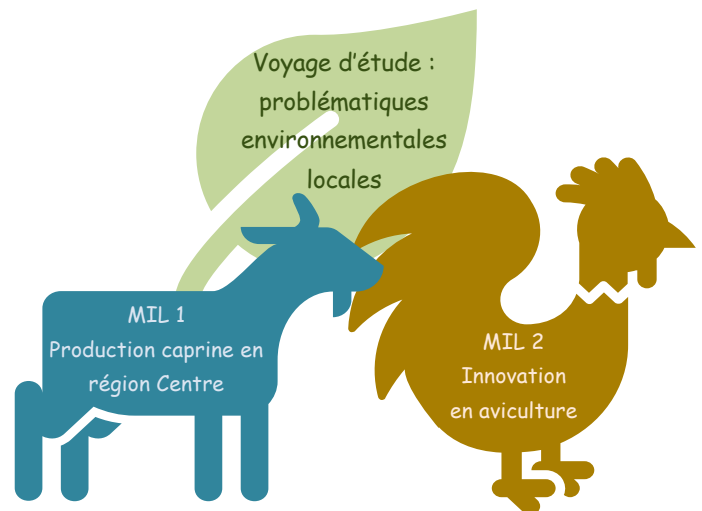 Voyage d'étude :
problématiques
environnementales
locales
MIL 1
Production caprine en
région Centre
MIL 2
Innovation
en aviculture